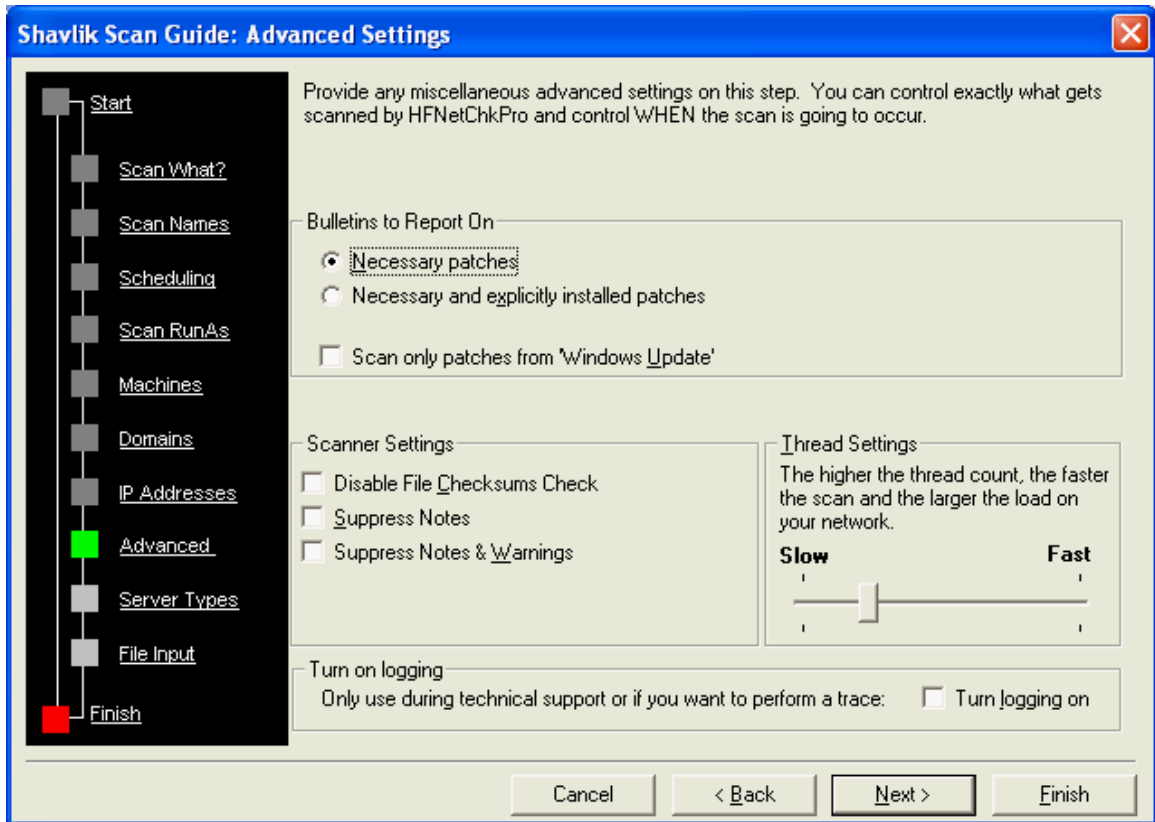 Shavlik Scan Guide: Advanced Settings
Start
Scan What?
Scan Names
Scheduling
Scan RunAs
Machines
Domains
IP Addresses
Advanced
Server Types
File Input
Finish
Provide any miscellaneous advanced settings on this step. You can control exactly what gets
scanned by HFNetChkPro and control WHEN the scan is going to occur.
Bulletins to Report On
Necessary patches
Necessary and explicitly installed patches
Scan only patches from 'Windows Update'
Scanner Settings
Disable File Checksums Check
Suppress Notes
Suppress Notes & Warnings
Thread Settings
The higher the thread count, the faster
the scan and the larger the load on
your network.
Slow Fast
Turn on logging
Only use during technical support or if you want to perform a trace: Turn logging on
Cancel < Back Next > Finish